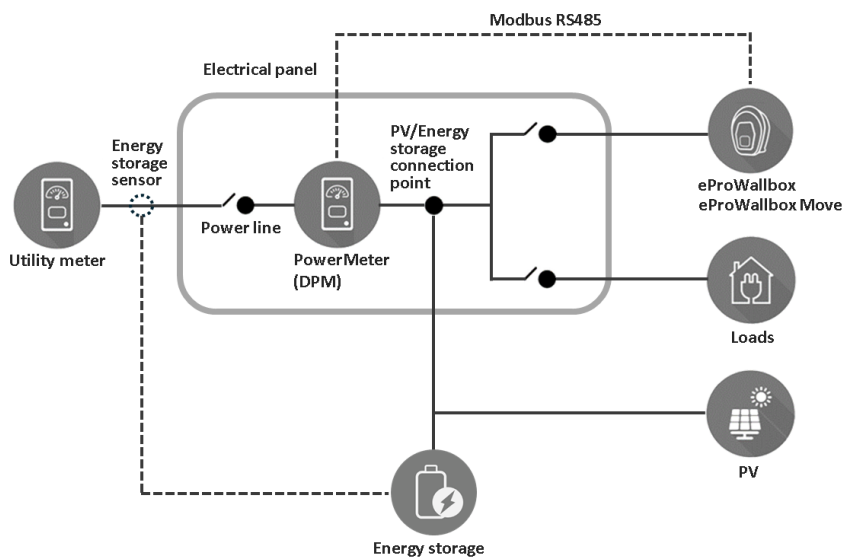 Modbus RS485
Electrical panel
Energy
storage
sensor
PV/Energy
storage
connection
point
eProWallbox
eProWallbox Move
Power line
Utility meter
PowerMeter
(DPM)
Loads
PV
Energy storage